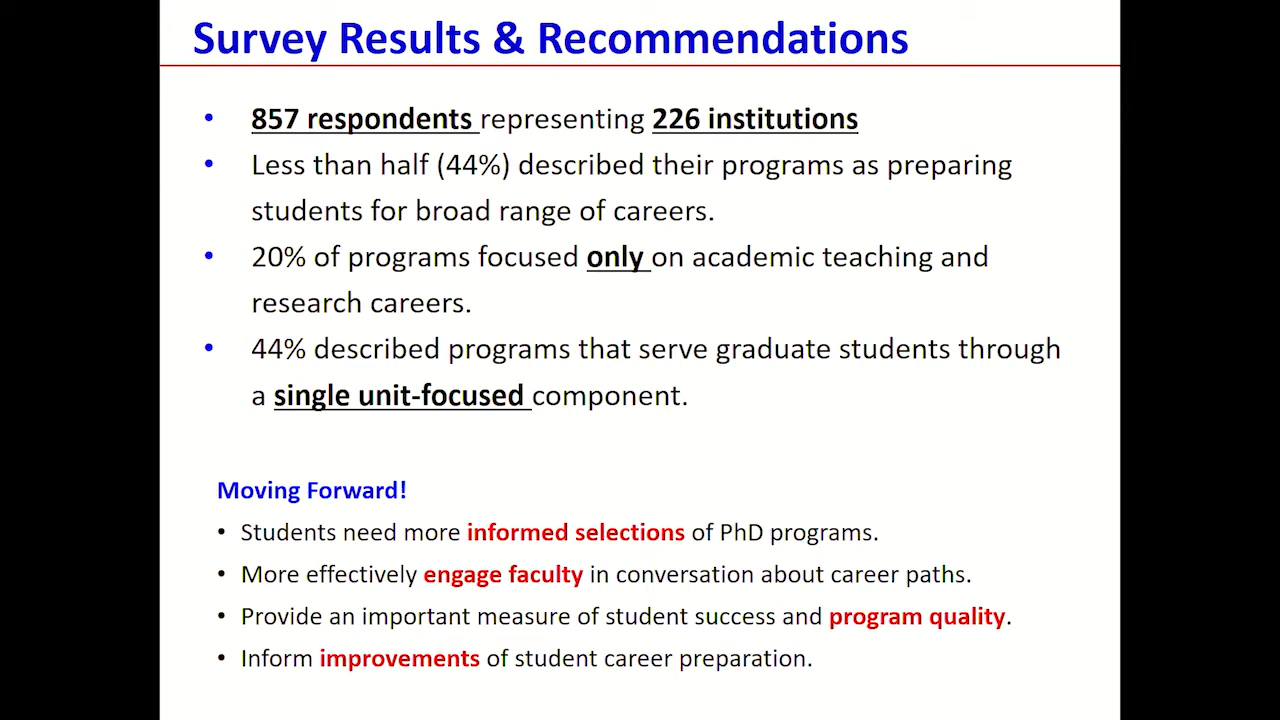 Survey Results & Recommendations
• 857 respondents representing 226 institutions
• Less than half (44%) described their programs as preparing
students for broad range of careers.
• 20% of programs focused only on academic teaching and
research careers.
• 44% described programs that serve graduate students through
a single unit-focused component.
Moving Forward!
• Students need more informed selections of PhD programs.
• More effectively engage faculty in conversation about career paths.
• Provide an important measure of student success and program quality.
• Inform improvements of student career preparation.